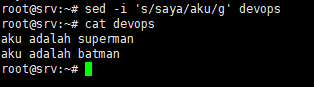 root@srv:~# sed -i 's/saya/aku/g' devops
root@srv:~# cat devops
aku adalah superman
aku adalah batman
root@srv:~#